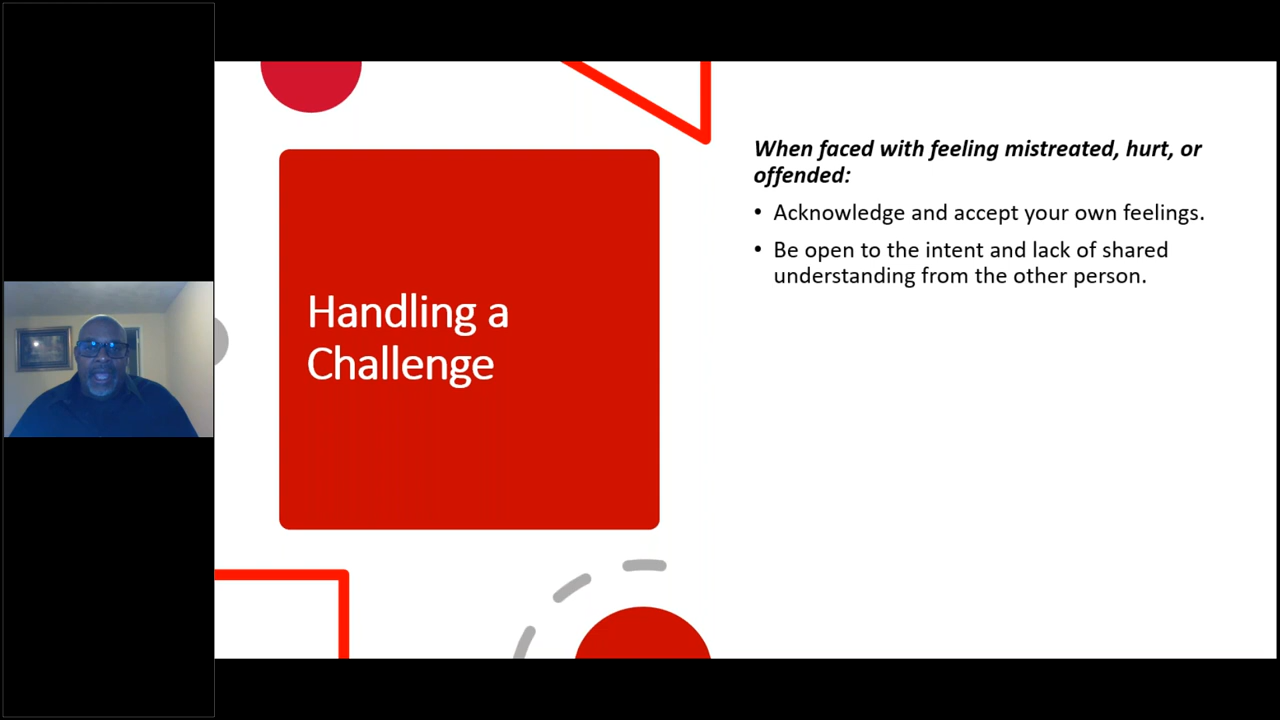 Handling a
Challenge
When faced with feeling mistreated, hurt, or
offended:
• Acknowledge and accept your own feelings.
• Be open to the intent and lack of shared
understanding from the other person.